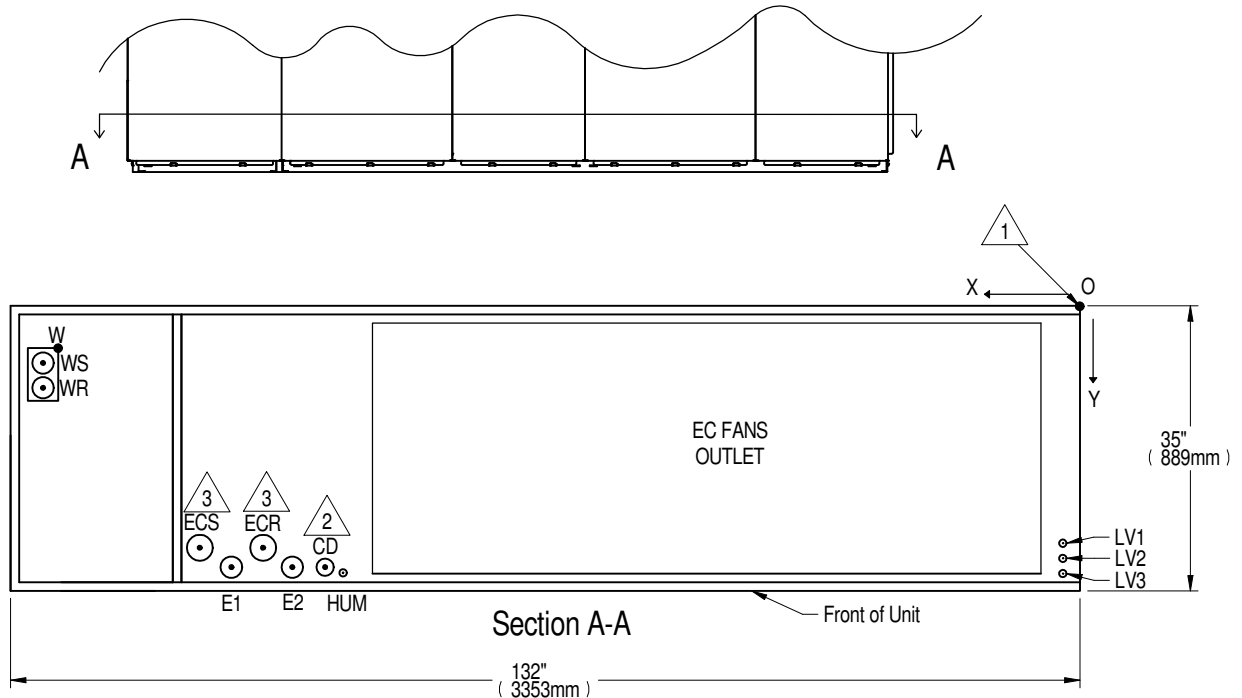 A
A
1
X
O
W
WS
WR
Y
EC FANS
OUTLET
35"
( 889mm )
3
3
2
ECS
ECR
CD
LV1
LV2
LV3
E1
E2
HUM
Front of Unit
Section A-A
132"
( 3353mm )